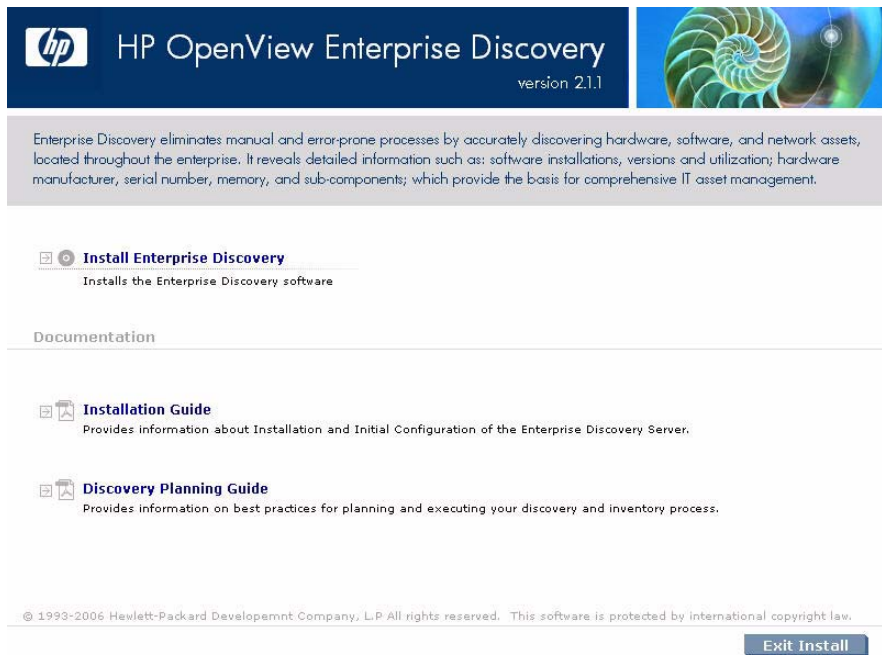 hp HP OpenView Enterprise Discovery
version 2.1.1
Enterprise Discovery eliminates manual and error-prone processes by accurately discovering hardware, software, and network assets,
located throughout the enterprise. It reveals detailed information such as: software installations, versions and utilization; hardware
manufacturer, serial number, memory, and sub-components; which provide the basis for comprehensive IT asset management.
Install Enterprise Discovery
Installs the Enterprise Discovery software
Documentation
Installation Guide
Provides information about Installation and Initial Configuration of the Enterprise Discovery Server.
Discovery Planning Guide
Provides information on best practices for planning and executing your discovery and inventory process.
© 1993-2006 Hewlett-Packard Developemnt Company, L.P All rights reserved. This software is protected by international copyright law.
Exit Install